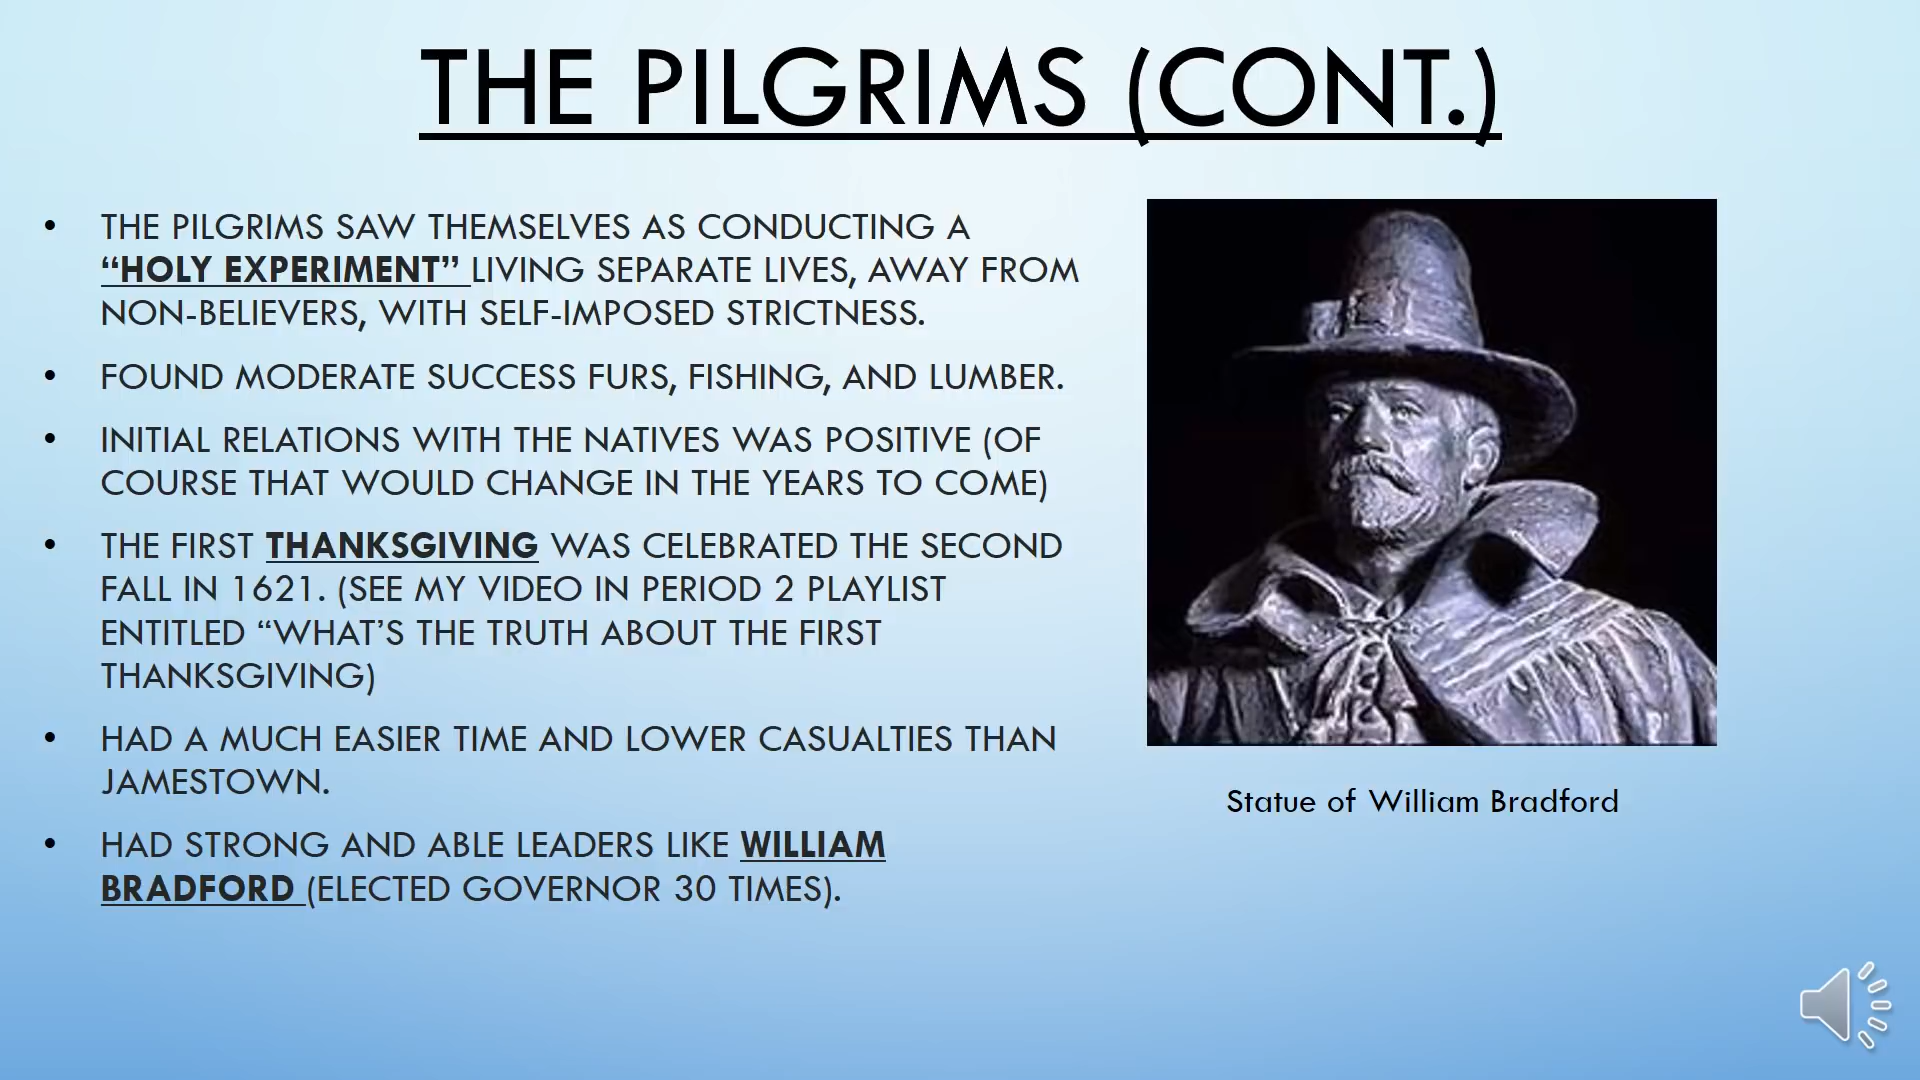 THE PILGRIMS (CONT.)
• THE PILGRIMS SAW THEMSELVES AS CONDUCTING A
“HOLY EXPERIMENT” LIVING SEPARATE LIVES, AWAY FROM
NON-BELIEVERS, WITH SELF-IMPOSED STRICTNESS.
• FOUND MODERATE SUCCESS FURS, FISHING, AND LUMBER.
• INITIAL RELATIONS WITH THE NATIVES WAS POSITIVE (OF
COURSE THAT WOULD CHANGE IN THE YEARS TO COME)
• THE FIRST THANKSGIVING WAS CELEBRATED THE SECOND
FALL IN 1621. (SEE MY VIDEO IN PERIOD 2 PLAYLIST
ENTITLED “WHAT’S THE TRUTH ABOUT THE FIRST
THANKSGIVING)
• HAD A MUCH EASIER TIME AND LOWER CASUALTIES THAN
JAMESTOWN.
• HAD STRONG AND ABLE LEADERS LIKE WILLIAM
BRADFORD (ELECTED GOVERNOR 30 TIMES).
Statue of William Bradford